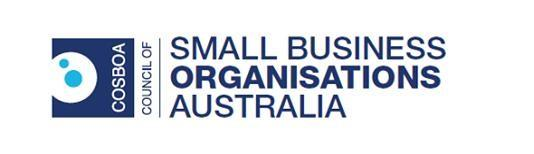 COSBOA
COUNCIL OF
SMALL BUSINESS
ORGANISATIONS
AUSTRALIA